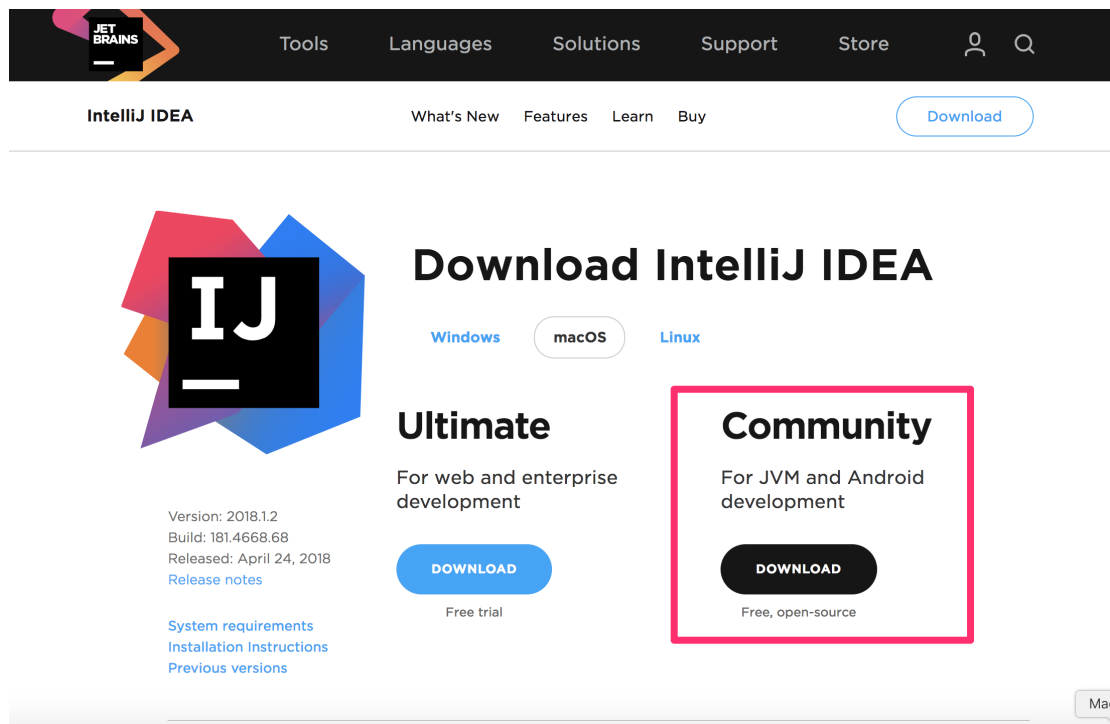 JET
BRAINS
Tools Languages Solutions Support Store
IntelliJ IDEA
What's New Features Learn Buy
Download
IJ
Download IntelliJ IDEA
Windows macOS Linux
Ultimate
For web and enterprise
development
DOWNLOAD
Free trial
Community
For JVM and Android
development
DOWNLOAD
Free, open-source
Version: 2018.1.2
Build: 181.4668.68
Released: April 24, 2018
Release notes
System requirements
Installation Instructions
Previous versions